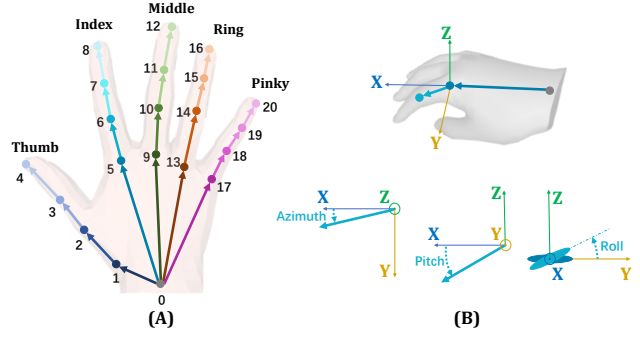 Middle
12
Index
Ring
8
16
11
15
Pinky
7
10
14
20
6
19
Thumb
9
13
18
4
5
17
3
2
1
0
(A)
Z
X
Y
X
Z
Azimuth
Y
Z
X
Y
Pitch
Z
Roll
X
Y
(B)